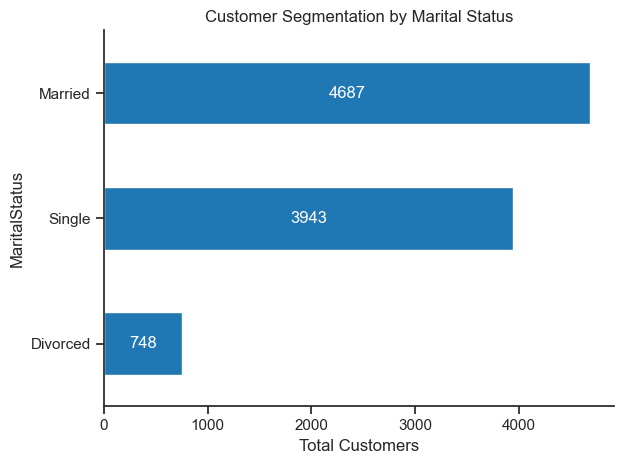 Customer Segmentation by Marital Status
MaritalStatus
Married
4687
Single
3943
Divorced
748
0 1000 2000 3000 4000
Total Customers